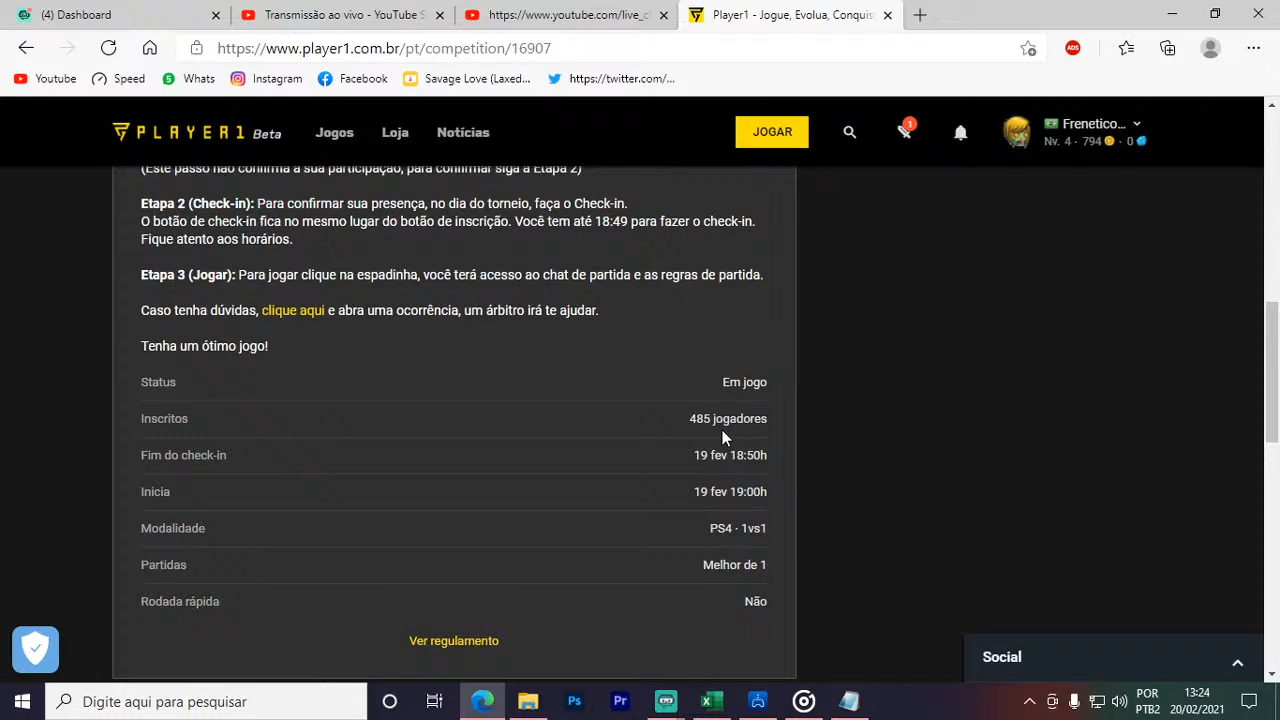 (4) Dashboard
Transmissão ao vivo - YouTube S
https://www.youtube.com/live_cl
Player1 - Jogue, Evolua, Conquis
https://www.player1.com.br/pt/competition/16907
ADS
Youtube
Speed
Whats
Instagram
Facebook
Savage Love (Laxed...
https://twitter.com/...
PLAYER1 Beta
Jogos
Loja
Notícias
JOGAR
1
Frenetico...
Nv. 4 · 794 · 0
(Este passo não confirma a sua participação, para confirmar siga a Etapa 2)
Etapa 2 (Check-in): Para confirmar sua presença, no dia do torneio, faça o Check-in.
O botão de check-in fica no mesmo lugar do botão de inscrição. Você tem até 18:49 para fazer o check-in.
Fique atento aos horários.
Etapa 3 (Jogar): Para jogar clique na espadinha, você terá acesso ao chat de partida e as regras de partida.
Caso tenha dúvidas, clique aqui e abra uma ocorrência, um árbitro irá te ajudar.
Tenha um ótimo jogo!
Status Em jogo
Inscritos 485 jogadores
Fim do check-in 19 fev 18:50h
Inicia 19 fev 19:00h
Modalidade PS4 · 1vs1
Partidas Melhor de 1
Rodada rápida Não
Ver regulamento
Social
Digite aqui para pesquisar
Ps
Pr
POR
PTB2
13:24
20/02/2021